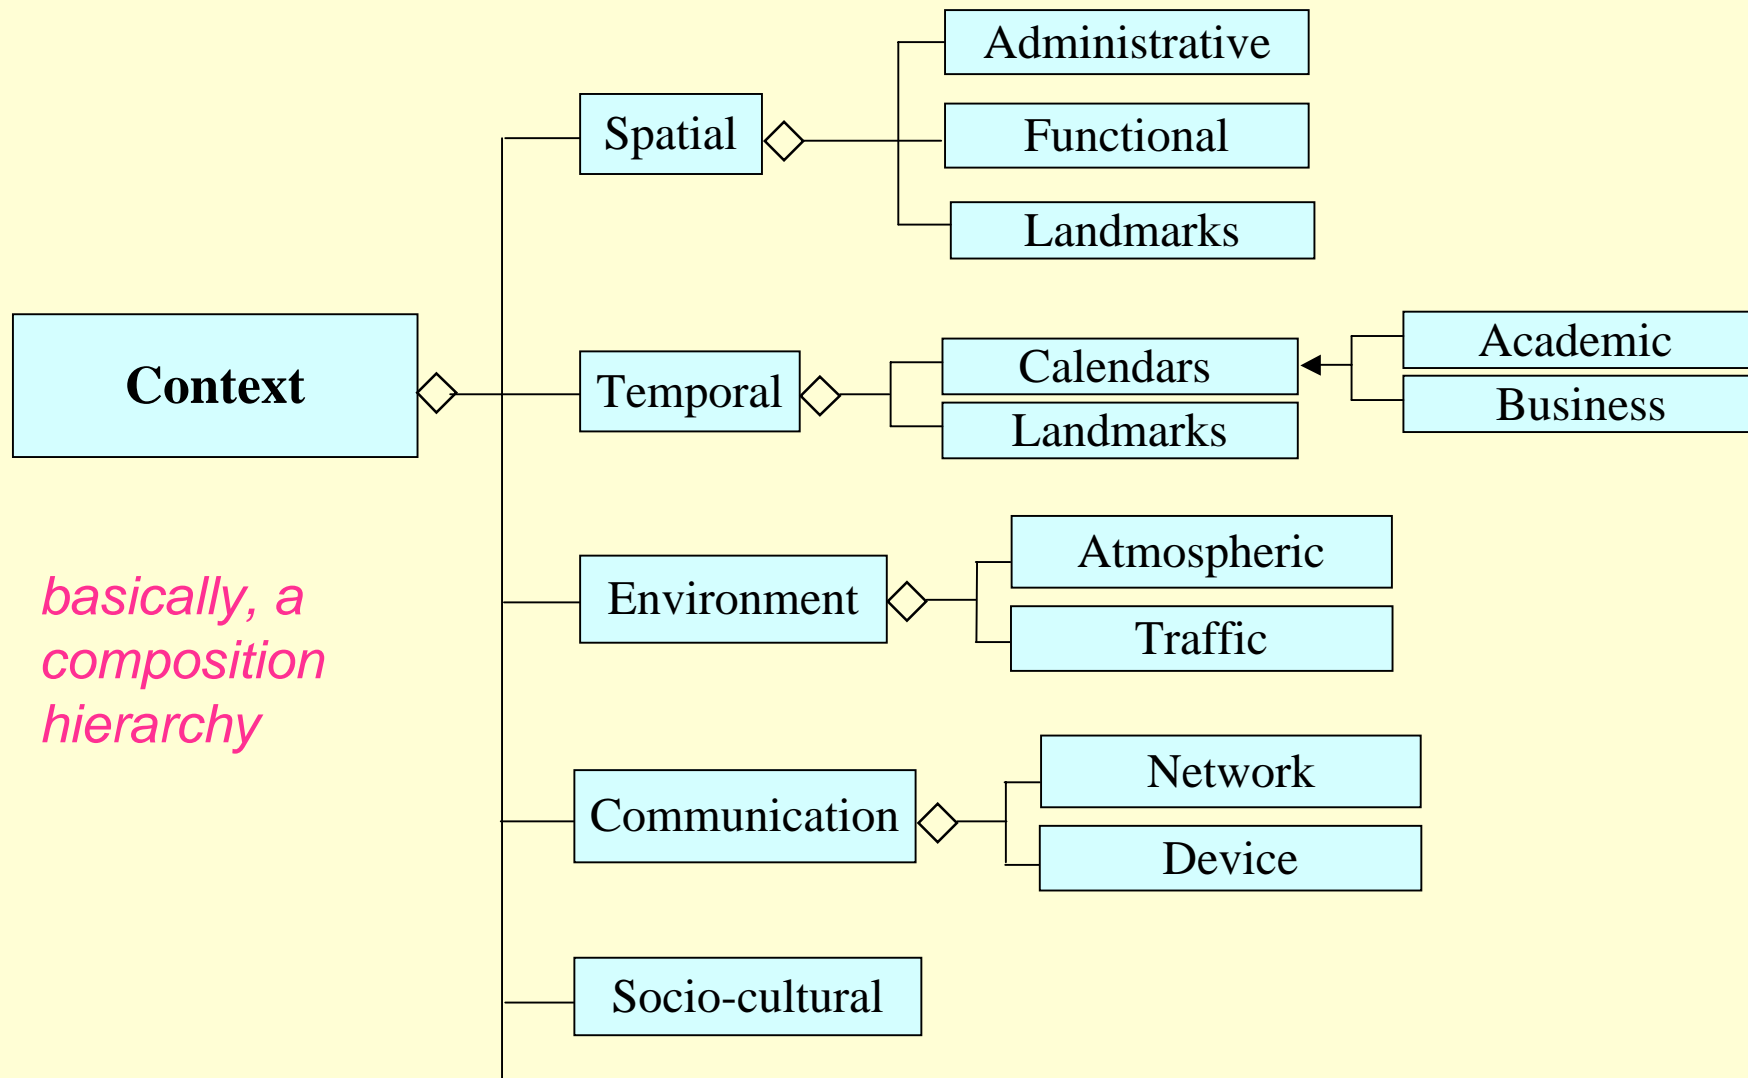 Administrative
Spatial
Functional
Landmarks
Context
Temporal
Calendars
Landmarks
Academic
Business
basically, a
composition
hierarchy
Environment
Atmospheric
Traffic
Communication
Network
Device
Socio-cultural